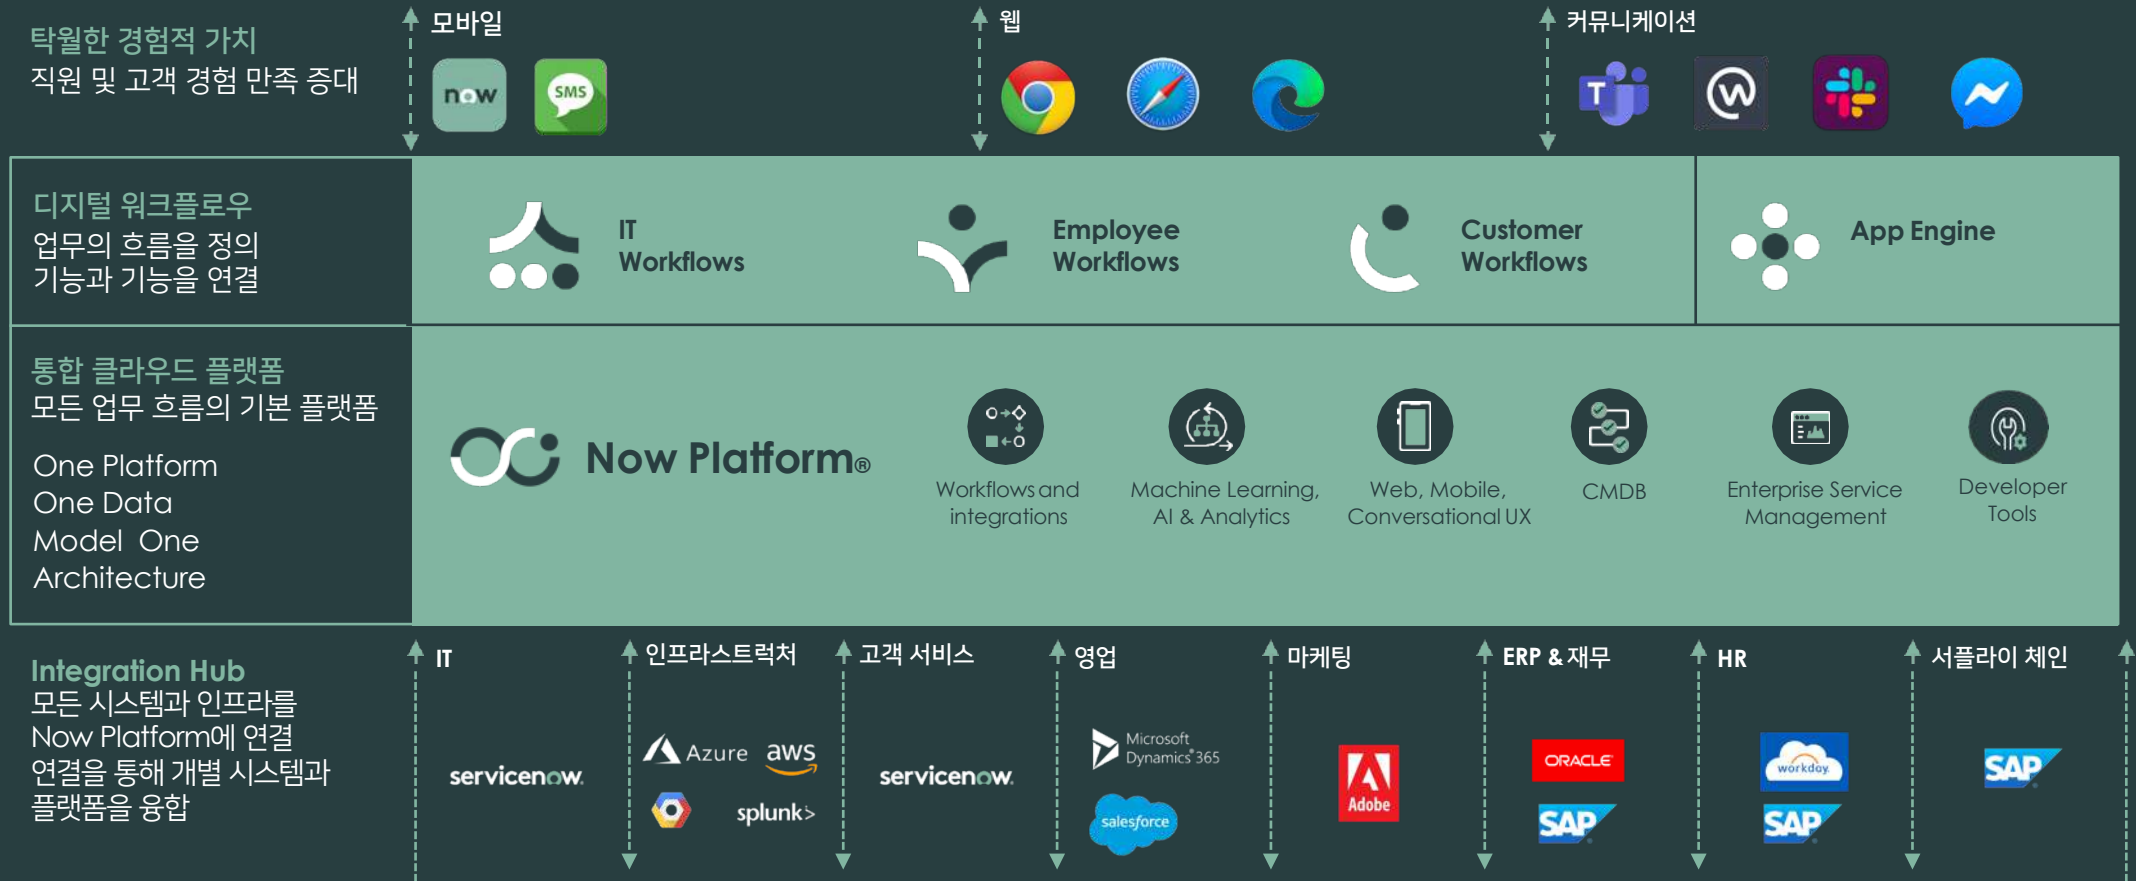 탁월한 경험적 가치
직원 및 고객 경험 만족 증대
모바일
now
SMS
웹
커뮤니케이션
T
디지털 워크플로우
업무의 흐름을 정의
기능과 기능을 연결
IT
Workflows
Employee
Workflows
Customer
Workflows
App Engine
통합 클라우드 플랫폼
모든 업무 흐름의 기본 플랫폼
One Platform
One Data
Model One
Architecture
Now Platform®
Workflows and
integrations
Machine Learning,
AI & Analytics
Web, Mobile,
Conversational UX
CMDB
Enterprise Service
Management
Developer
Tools
Integration Hub
모든 시스템과 인프라를
Now Platform에 연결
연결을 통해 개별 시스템과
플랫폼을 융합
IT
servicenow.
인프라스트럭처
Azure
aws
splunk>
고객 서비스
servicenow.
영업
Microsoft
Dynamics 365
salesforce
마케팅
Adobe
ERP & 재무
ORACLE
SAP
HR
workday.
SAP
서플라이 체인
SAP